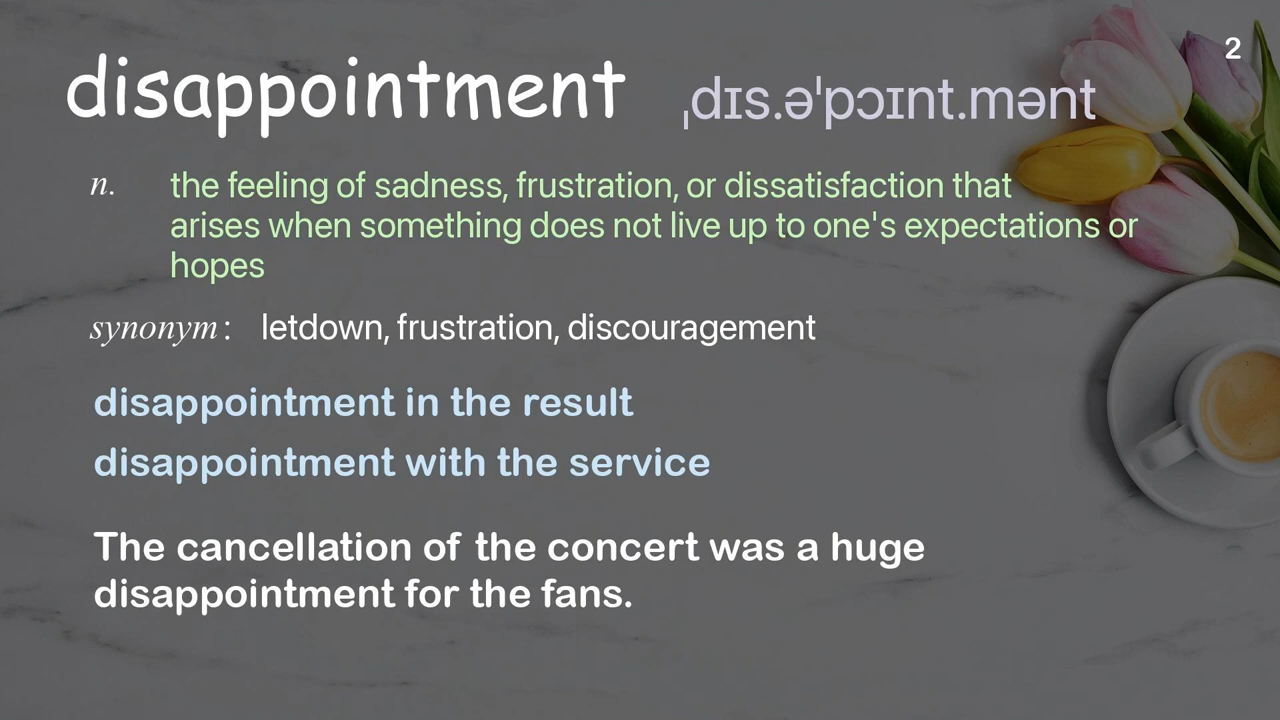 2
disappointment ˌdɪs.əˈpɔɪnt.mənt
n. the feeling of sadness, frustration, or dissatisfaction that
arises when something does not live up to one's expectations or
hopes
synonym: letdown, frustration, discouragement
disappointment in the result
disappointment with the service
The cancellation of the concert was a huge
disappointment for the fans.